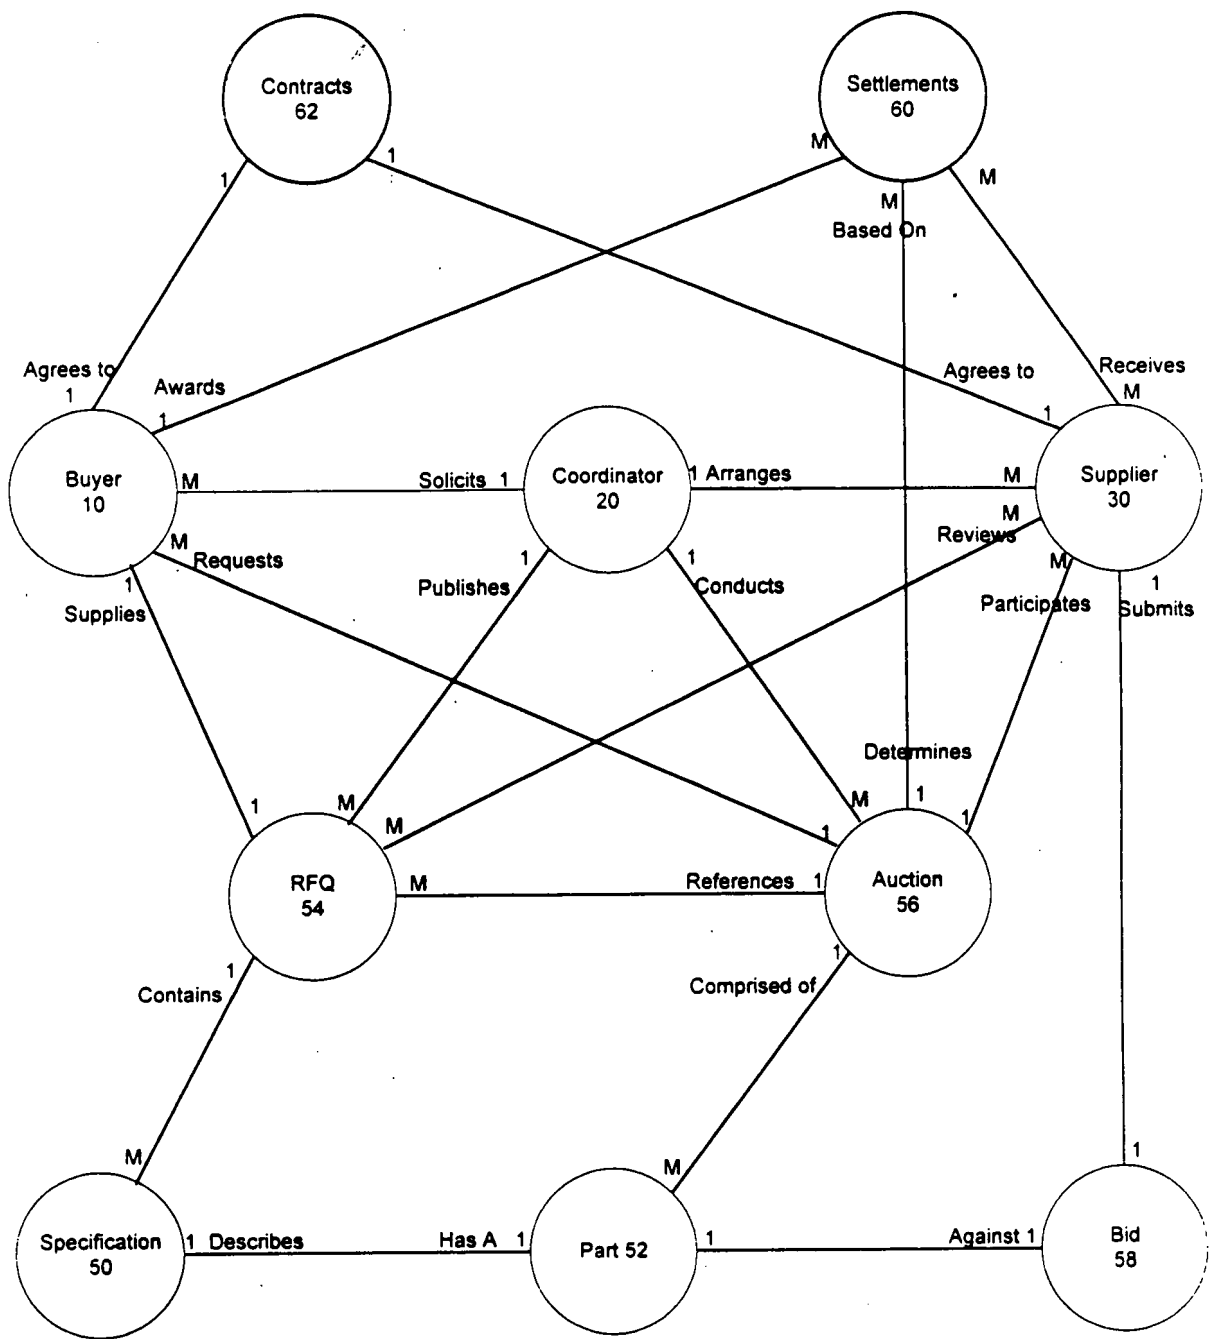 Contracts
62
Settlements
60
M
1
1
M
M
Based On
Agrees to
1
Awards
1
Agrees to
1
Receives
M
Buyer
10
M
Solicits 1
Coordinator
20
1 Arranges
M
Supplier
30
M
Requests
1
Supplies
1
Publishes
1
Conducts
M
Reviews
M
Participates
1
Submits
Determines
1
M
M
M
1
1
1
RFQ
54
M
References 1
Auction
56
1
Contains
1
Comprised of
M
M
1
Specification
50
1 Describes
Has A 1
Part 52
1
Against 1
Bid
58